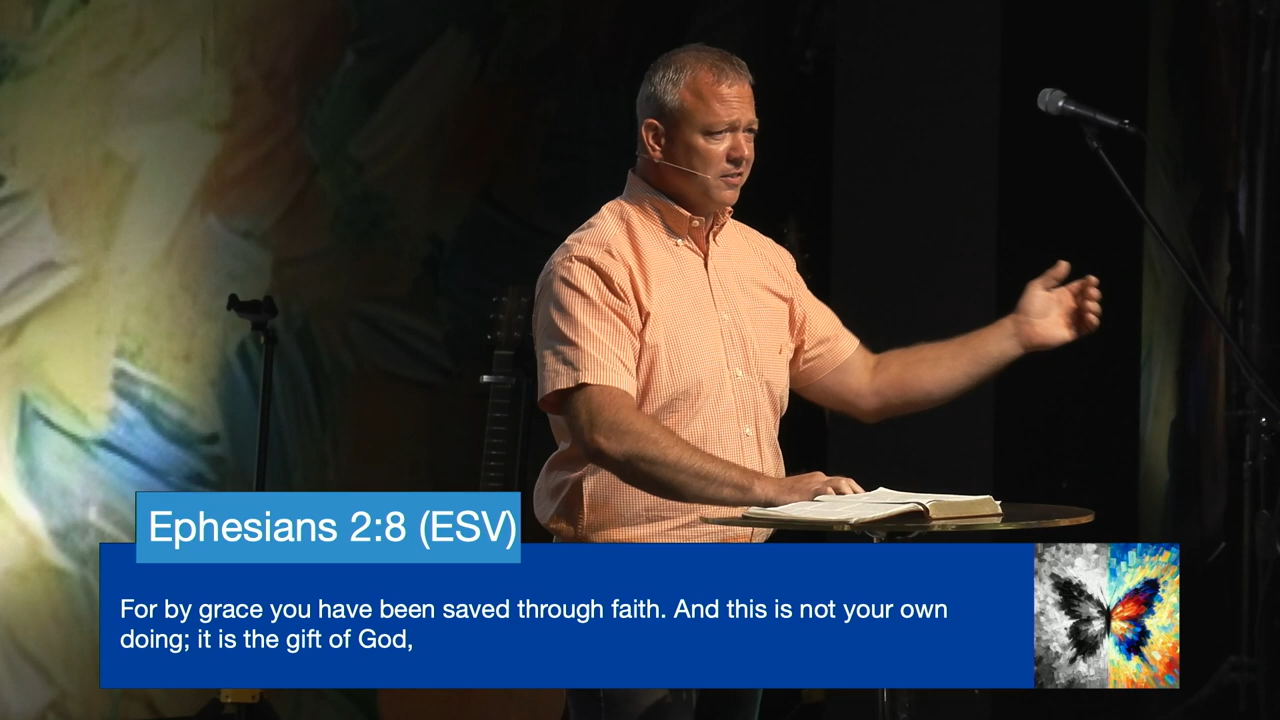 Ephesians 2:8 (ESV)
For by grace you have been saved through faith. And this is not your own
doing; it is the gift of God,